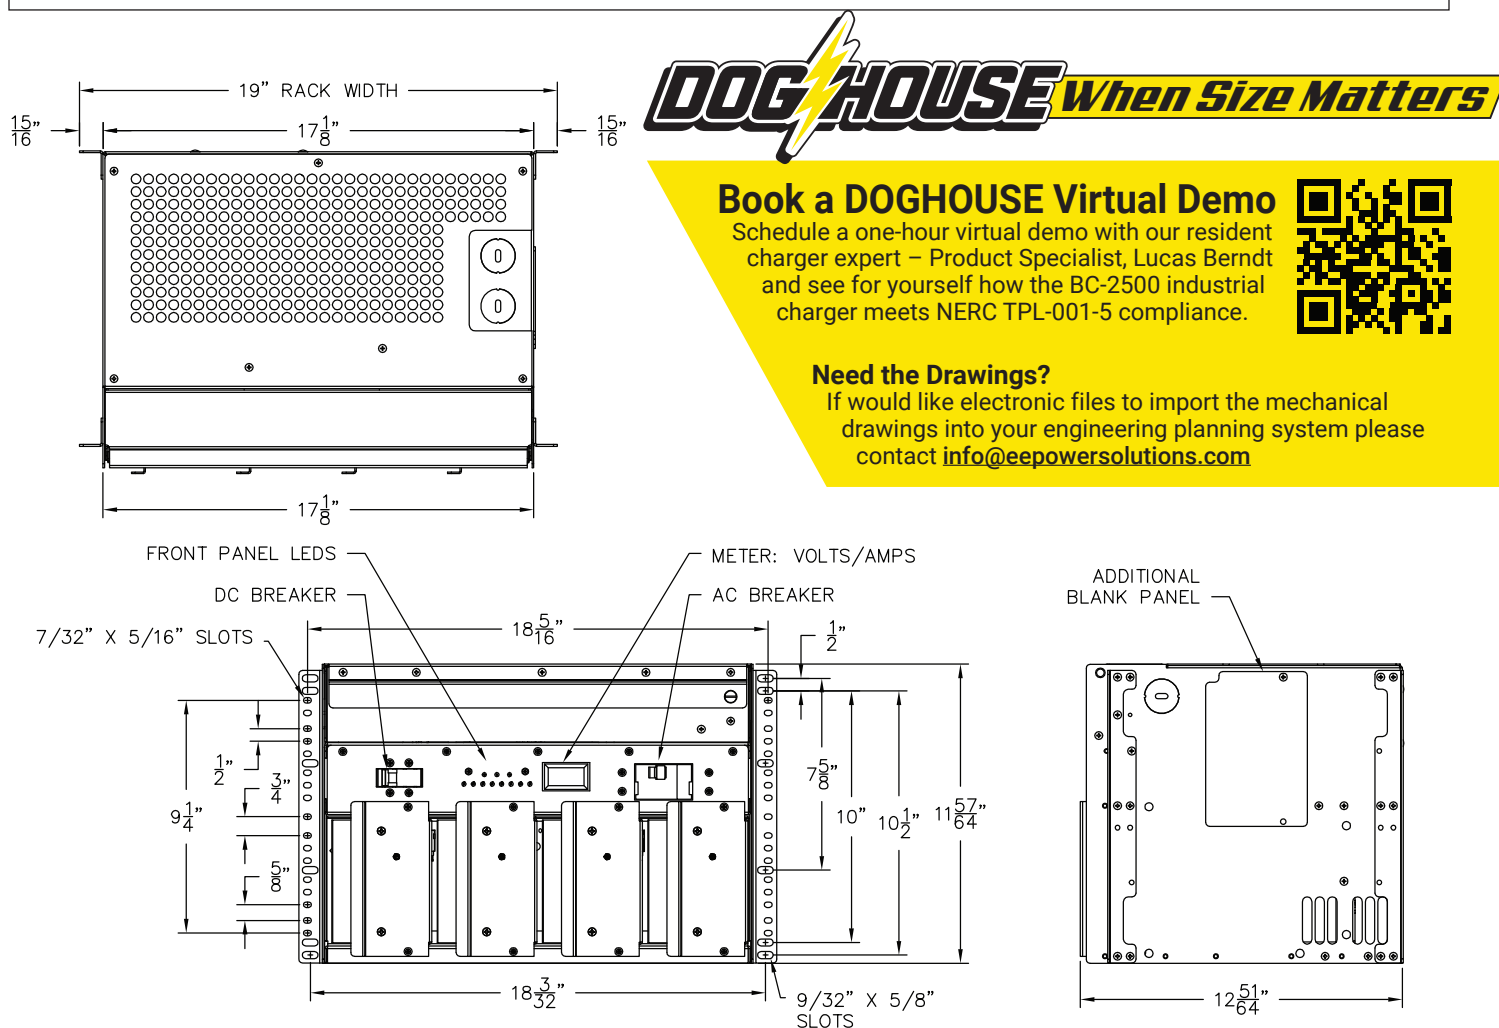 DOGHOUSE When Size Matters
19” RACK WIDTH
15/16”
17 1/8”
15/16”
Book a DOGHOUSE Virtual Demo
Schedule a one-hour virtual demo with our resident
charger expert – Product Specialist, Lucas Berndt
and see for yourself how the BC-2500 industrial
charger meets NERC TPL-001-5 compliance.
Need the Drawings?
If would like electronic files to import the mechanical
drawings into your engineering planning system please
contact info@eepowersolutions.com
17 1/8”
FRONT PANEL LEDS
METER: VOLTS/AMPS
DC BREAKER
AC BREAKER
7/32” X 5/16” SLOTS
18 5/16”
1/2”
ADDITIONAL
BLANK PANEL
1/2”
3/4”
9 1/4”
5/8”
7 5/8”
10”
10 1/2”
11 57/64”
18 3/32”
9/32” X 5/8”
SLOTS
12 51/64”